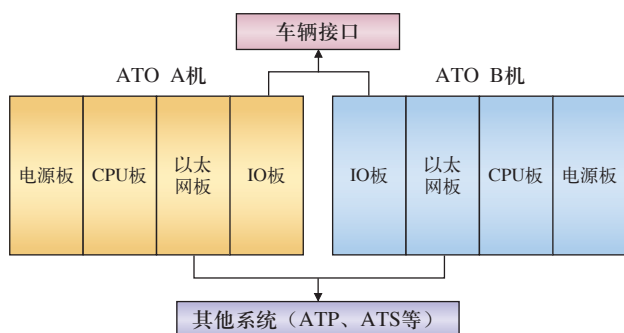 车辆接口
ATO A机
ATO B机
电源板
CPU板
以太
网板
IO板
IO板
以太
网板
CPU板
电源板
其他系统（ATP、ATS等）